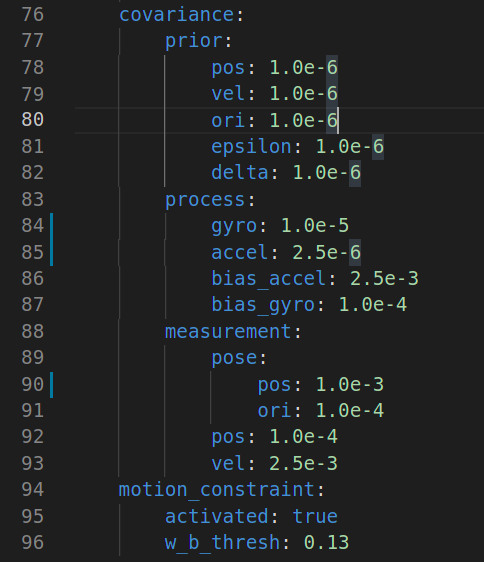 76 covariance:
77 prior:
78 pos: 1.0e-6
79 vel: 1.0e-6
80 ori: 1.0e-6
81 epsilon: 1.0e-6
82 delta: 1.0e-6
83 process:
84 gyro: 1.0e-5
85 accel: 2.5e-6
86 bias_accel: 2.5e-3
87 bias_gyro: 1.0e-4
88 measurement:
89 pose:
90 pos: 1.0e-3
91 ori: 1.0e-4
92 pos: 1.0e-4
93 vel: 2.5e-3
94 motion_constraint:
95 activated: true
96 w_b_thresh: 0.13